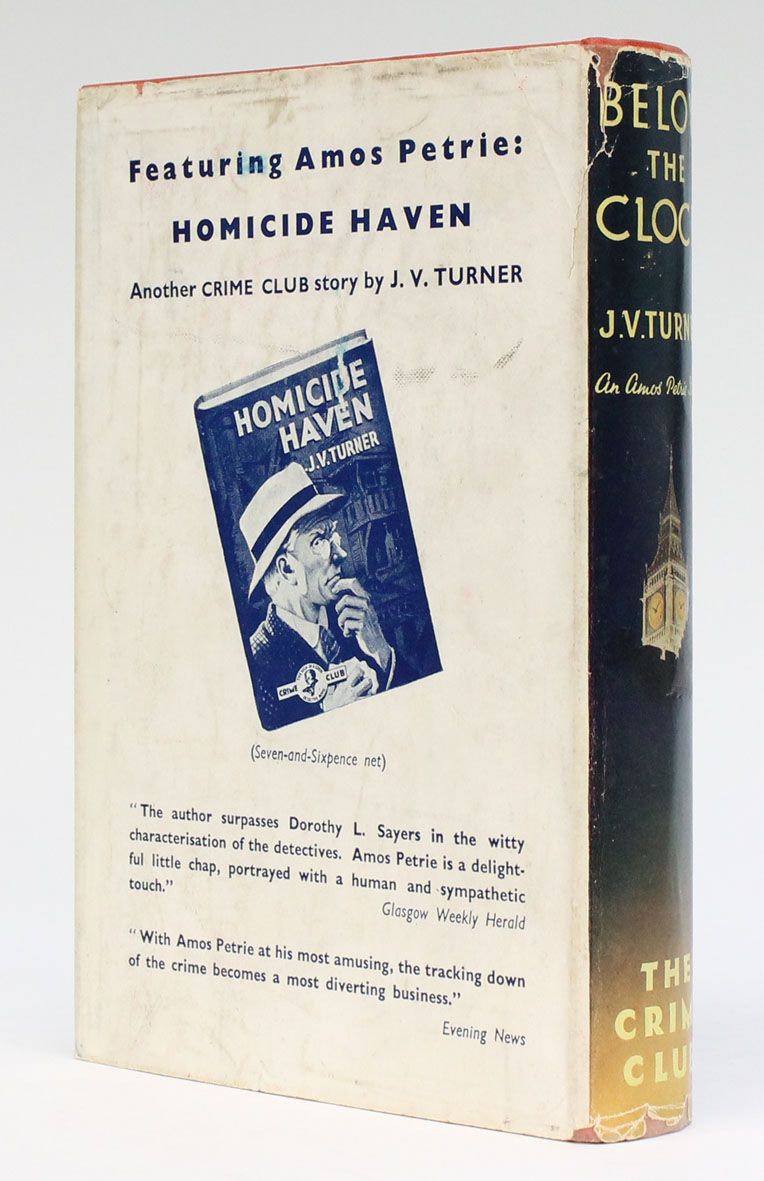 Featuring Amos Petrie:
HOMICIDE HAVEN
Another CRIME CLUB story by J. V. TURNER
HOMICIDE
HAVEN
J.V.TURNER
CRIME CLUB
(Seven-and-Sixpence net)
"The author surpasses Dorothy L. Sayers in the witty
characterisation of the detectives. Amos Petrie is a delight-
ful little chap, portrayed with a human and sympathetic
touch."
Glasgow Weekly Herald
"With Amos Petrie at his most amusing, the tracking down
of the crime becomes a most diverting business."
Evening News
BELO
THE
CLOC
J.V.TURN
An Amos Petrie
THE
CRIM
CLU